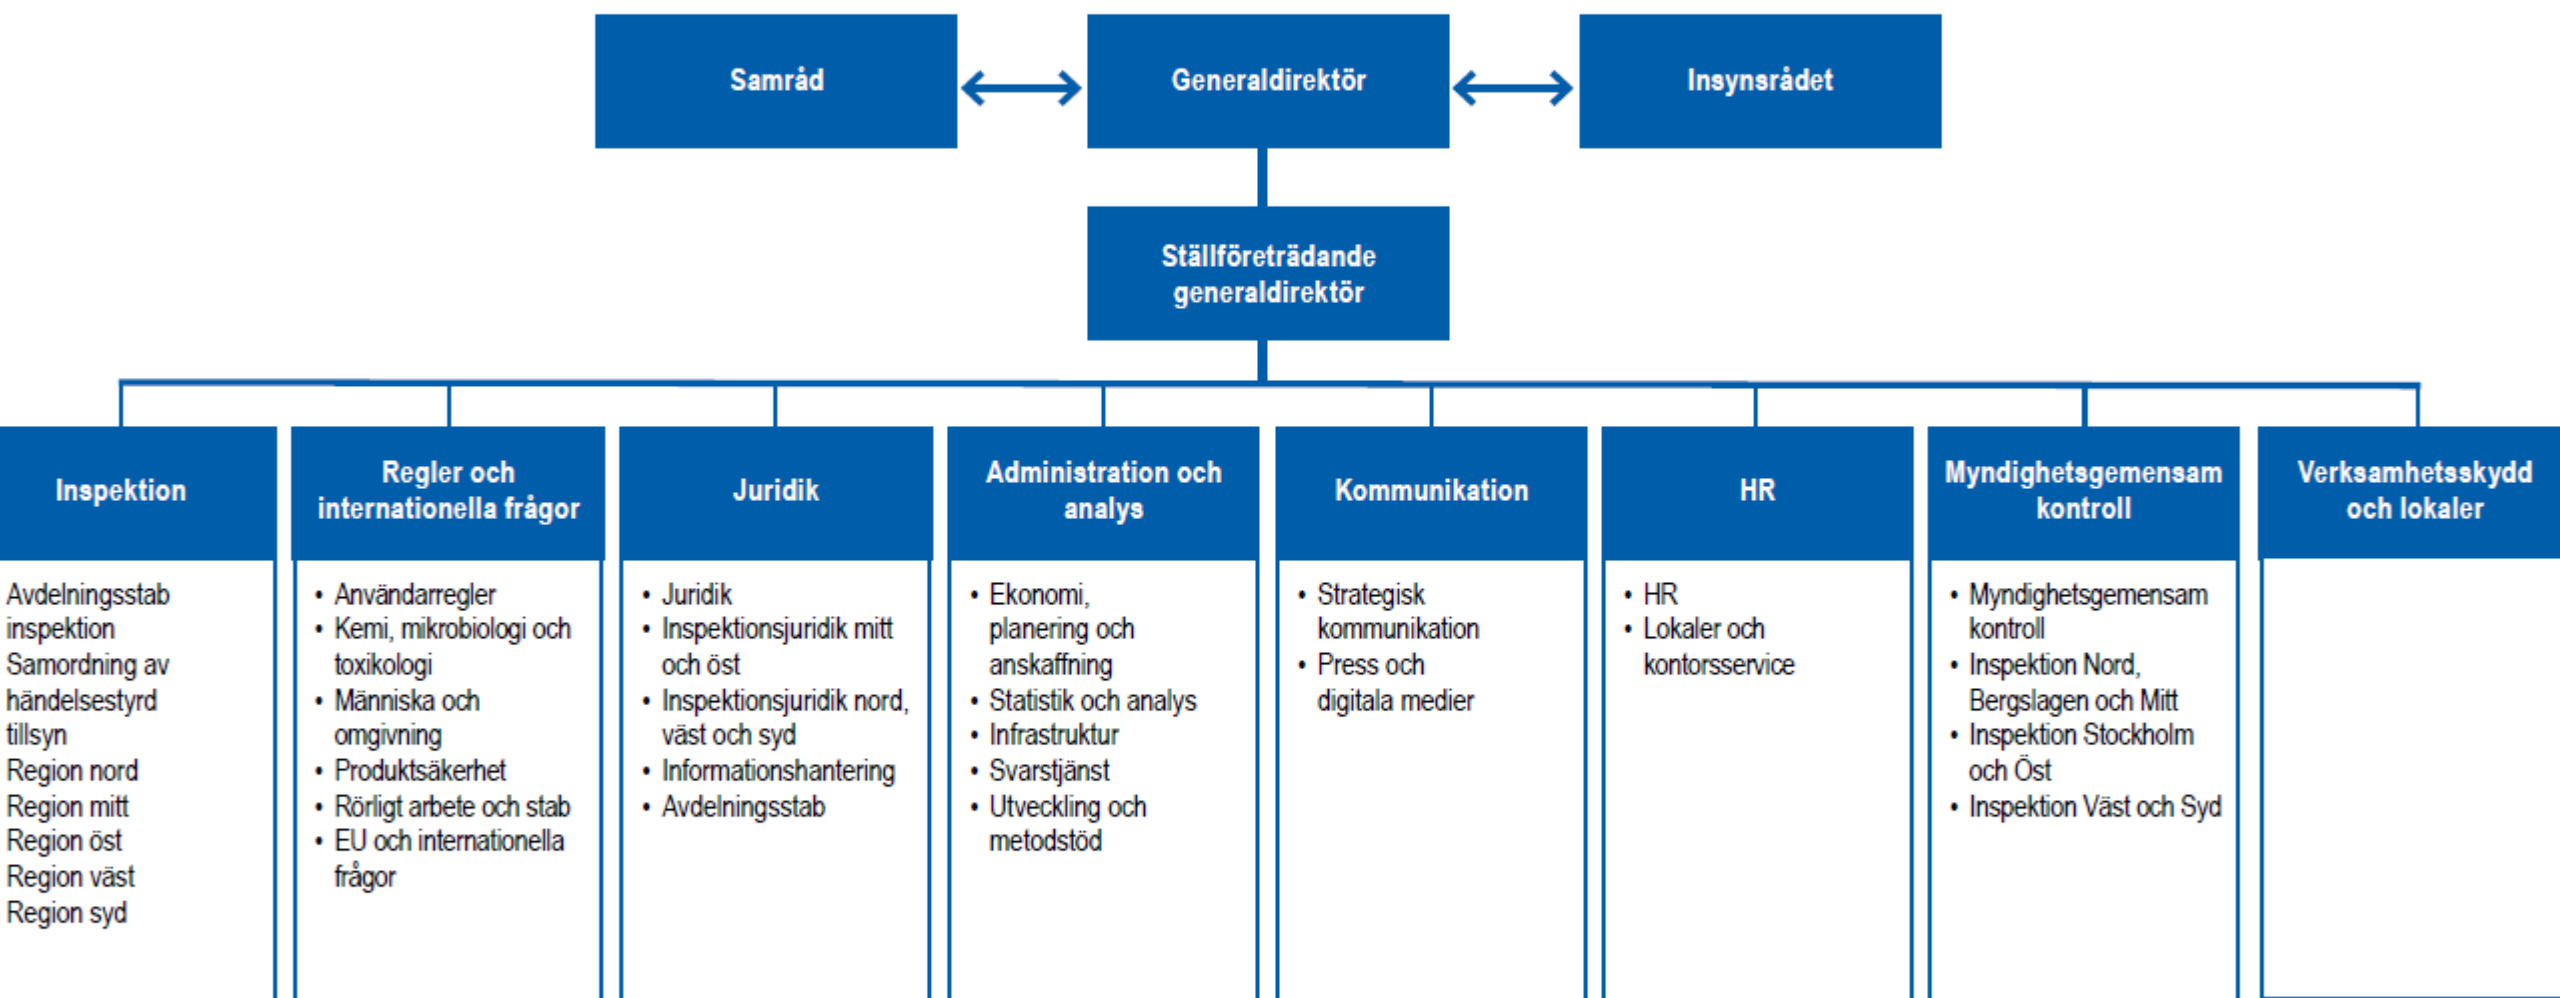 Samråd
Generaldirektör
Insynsrådet
Ställföreträdande
generaldirektör
Inspektion
Avdelningsstab
inspektion
Samordning av
händelsestyrd
tillsyn
Region nord
Region mitt
Region öst
Region väst
Region syd
Regler och
internationella frågor
• Användarregler
• Kemi, mikrobiologi och
toxikologi
• Människa och
omgivning
• Produktsäkerhet
• Rörligt arbete och stab
• EU och internationella
frågor
Juridik
• Juridik
• Inspektionsjuridik mitt
och öst
• Inspektionsjuridik nord,
väst och syd
• Informationshantering
• Avdelningsstab
Administration och
analys
• Ekonomi,
planering och
anskaffning
• Statistik och analys
• Infrastruktur
• Svarstjänst
• Utveckling och
metodstöd
Kommunikation
• Strategisk
kommunikation
• Press och
digitala medier
HR
• HR
• Lokaler och
kontorsservice
Myndighetsgemensam
kontroll
• Myndighetsgemensam
kontroll
• Inspektion Nord,
Bergslagen och Mitt
• Inspektion Stockholm
och Öst
• Inspektion Väst och Syd
Verksamhetsskydd
och lokaler